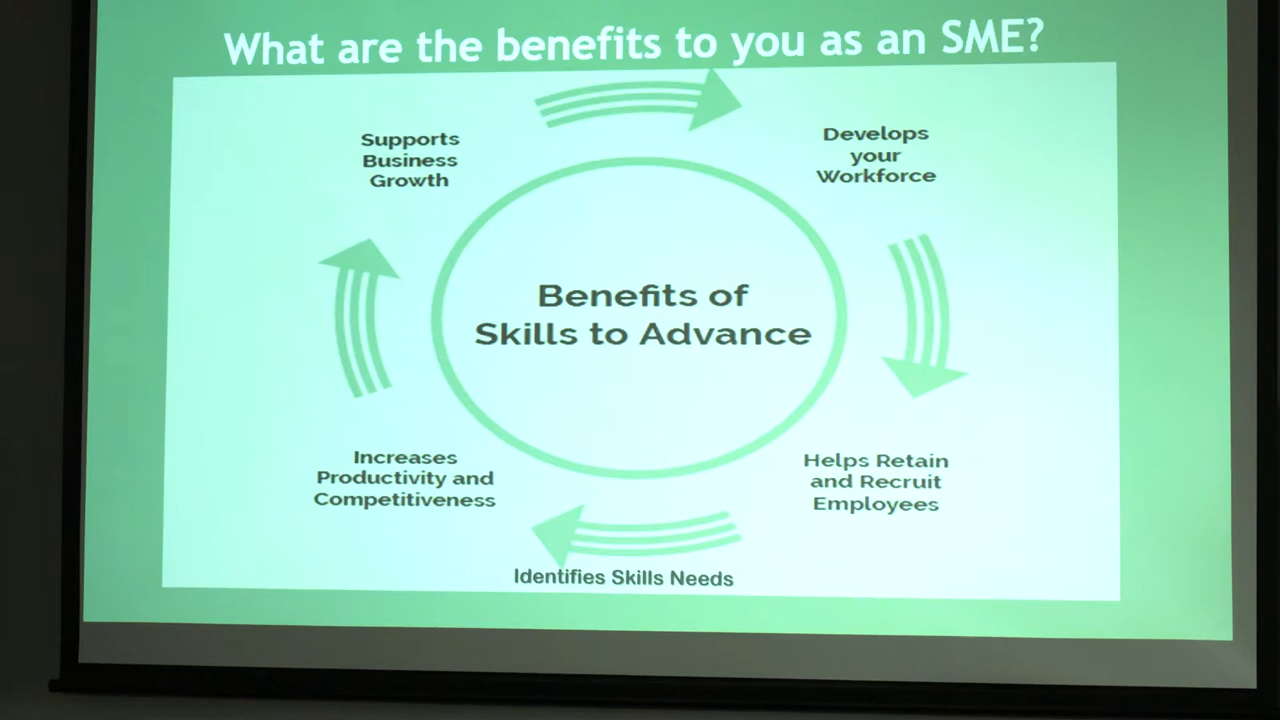 What are the benefits to you as an SME?
Supports
Business
Growth
Develops
your
Workforce
Benefits of
Skills to Advance
Increases
Productivity and
Competitiveness
Helps Retain
and Recruit
Employees
Identifies Skills Needs